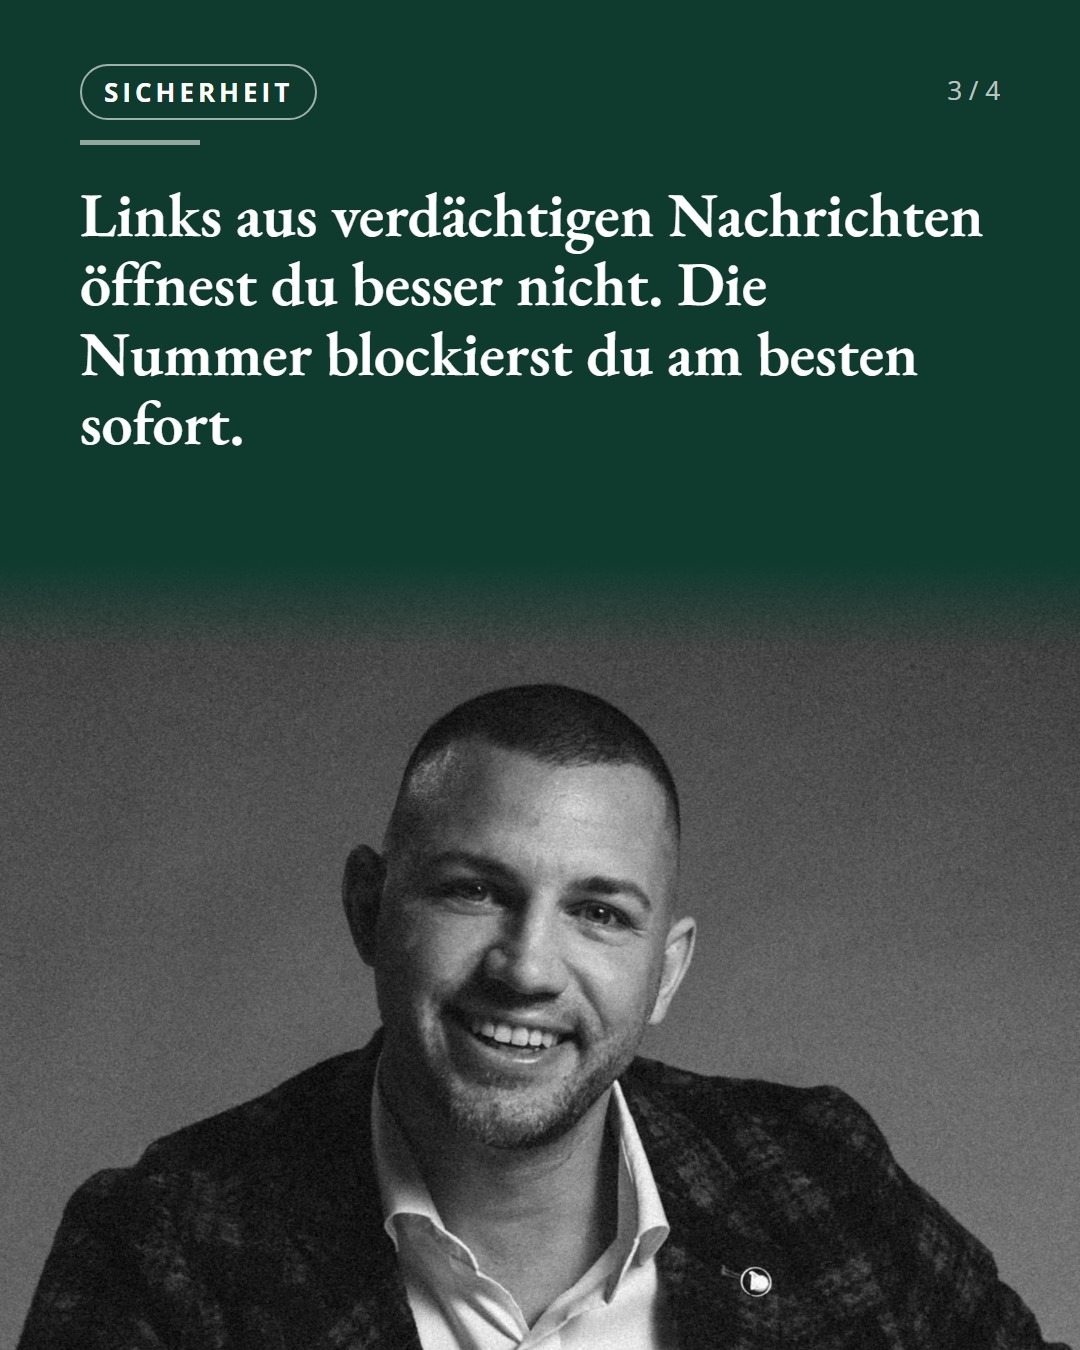 SICHERHEIT
3 / 4
Links aus verdächtigen Nachrichten
öffnest du besser nicht. Die
Nummer blockierst du am besten
sofort.